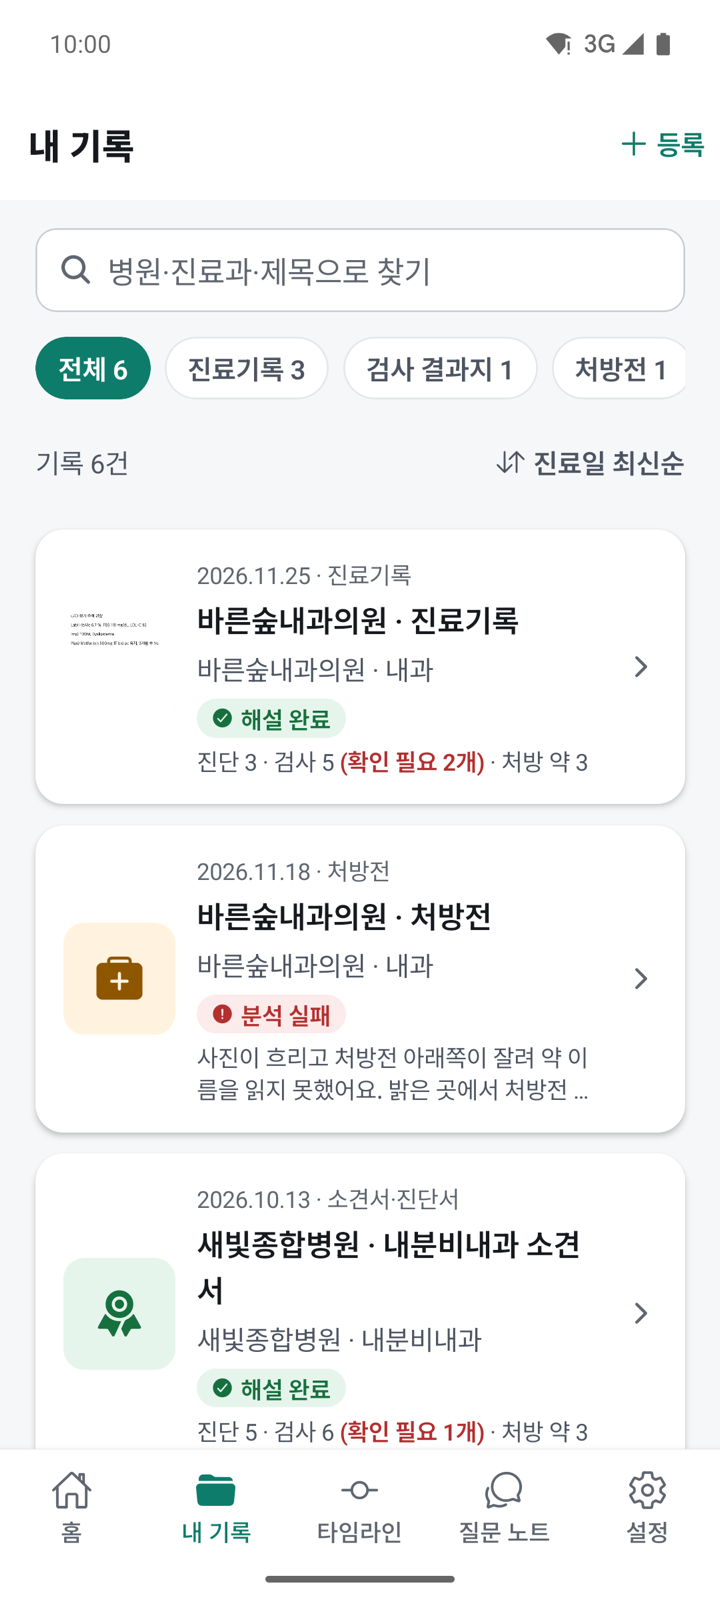 10:00
3G
내 기록
등록
병원·진료과·제목으로 찾기
전체 6
진료기록 3
검사 결과지 1
처방전 1
기록 6건
진료일 최신순
2026.11.25 · 진료기록
바른숲내과의원 · 진료기록
바른숲내과의원 · 내과
해설 완료
진단 3 · 검사 5 (확인 필요 2개) · 처방 약 3
2026.11.18 · 처방전
바른숲내과의원 · 처방전
바른숲내과의원 · 내과
분석 실패
사진이 흐리고 처방전 아래쪽이 잘려 약 이
름을 읽지 못했어요. 밝은 곳에서 처방전 ...
2026.10.13 · 소견서·진단서
새빛종합병원 · 내분비내과 소견
서
새빛종합병원 · 내분비내과
해설 완료
진단 5 · 검사 6 (확인 필요 1개) · 처방 약 3
홈
내 기록
타임라인
질문 노트
설정